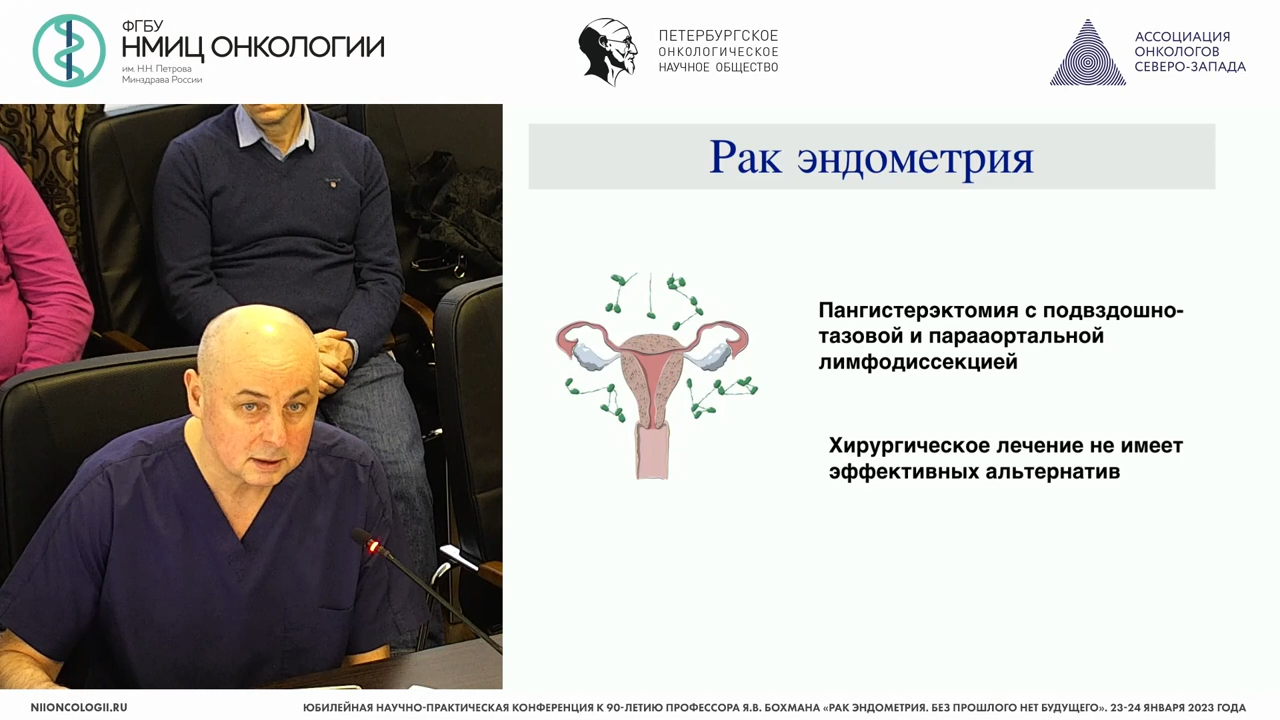 ФГБУ
НМИЦ ОНКОЛОГИИ
им. Н.Н. Петрова
Минздрава России
ПЕТЕРБУРГСКОЕ
ОНКОЛОГИЧЕСКОЕ
НАУЧНОЕ ОБЩЕСТВО
АССОЦИАЦИЯ
ОНКОЛОГОВ
СЕВЕРО-ЗАПАДА
Рак эндометрия
Пангистерэктомия с подвздошно-
тазовой и парааортальной
лимфодиссекцией
Хирургическое лечение не имеет
эффективных альтернатив
NIIONCOLOGII.RU
ЮБИЛЕЙНАЯ НАУЧНО-ПРАКТИЧЕСКАЯ КОНФЕРЕНЦИЯ К 90-ЛЕТИЮ ПРОФЕССОРА Я.В. БОХМАНА «РАК ЭНДОМЕТРИЯ. БЕЗ ПРОШЛОГО НЕТ БУДУЩЕГО». 23-24 ЯНВАРЯ 2023 ГОДА